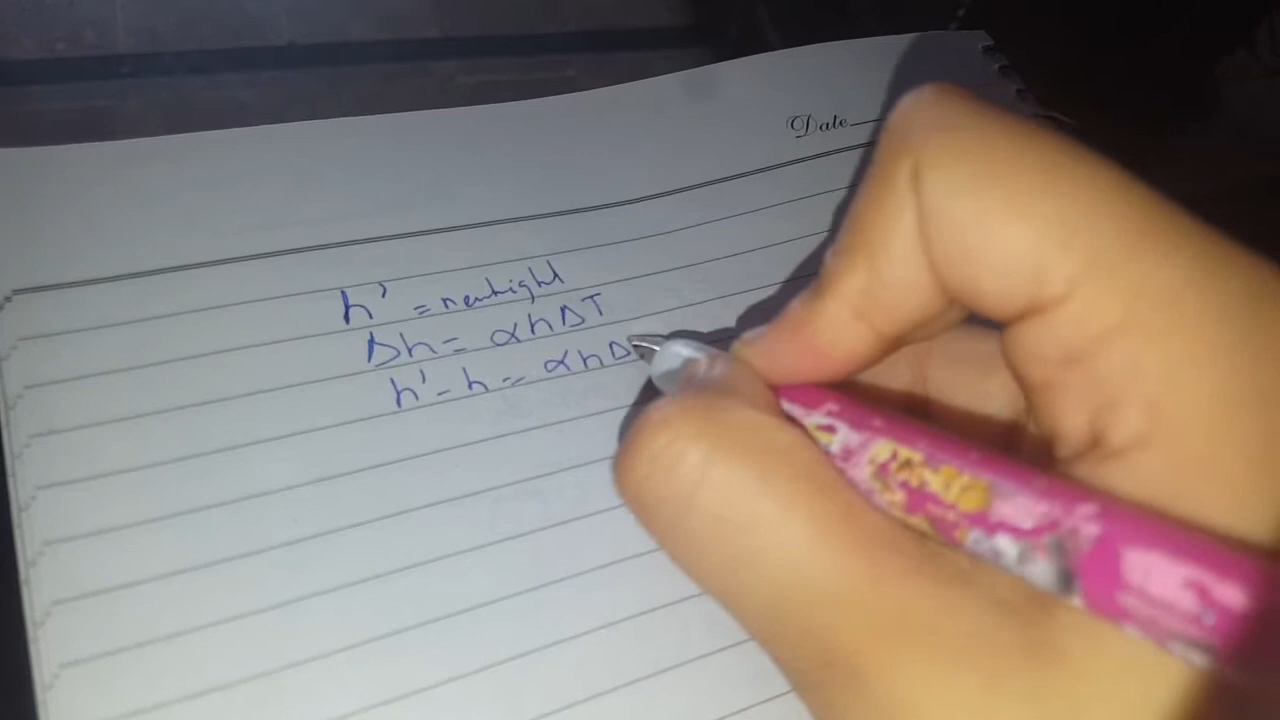 Date
h' = newhight
Δh = αhΔT
h' - h = αhΔ